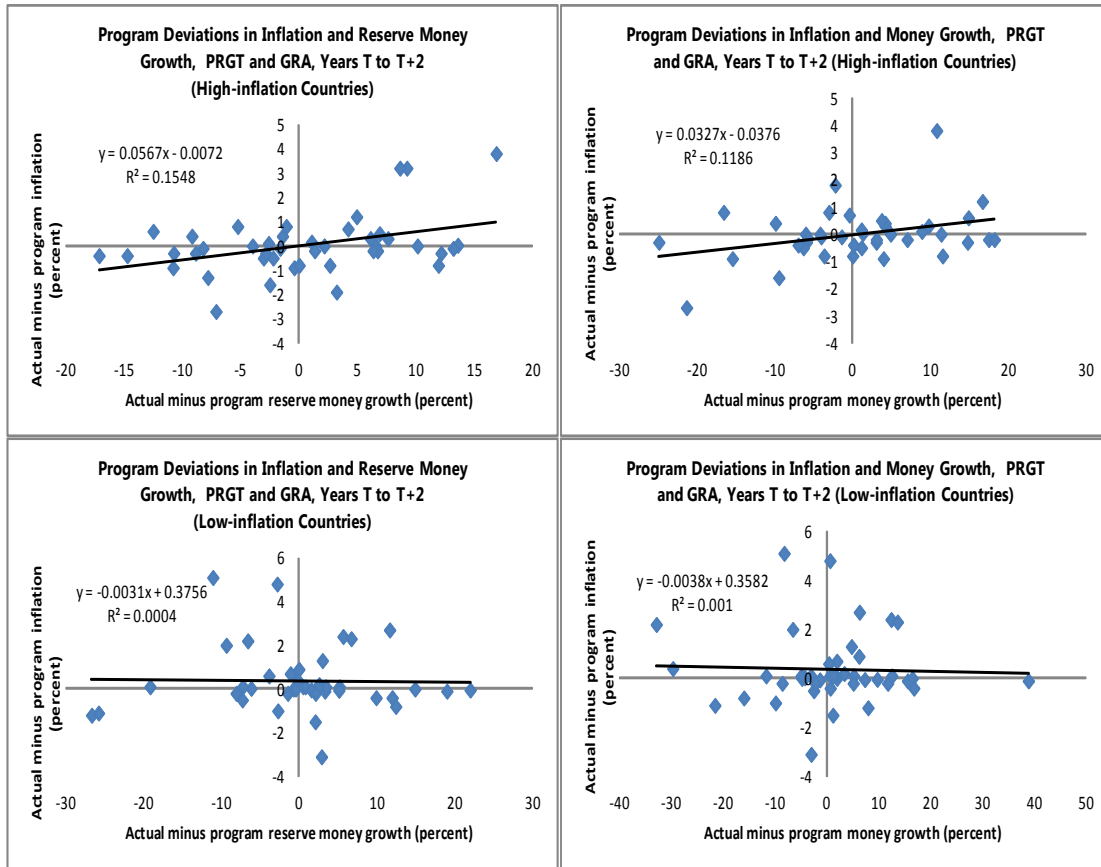 Program Deviations in Inflation and Reserve Money
Growth, PRGT and GRA, Years T to T+2
(High-inflation Countries)
Actual minus program inflation
(percent)
y = 0.0567x - 0.0072
R² = 0.1548
5
4
3
2
1
0
-1
-2
-3
-4
-20 -15 -10 -5 0 5 10 15 20
Actual minus program reserve money growth (percent)
Program Deviations in Inflation and Money Growth, PRGT
and GRA, Years T to T+2 (High-inflation Countries)
Actual minus program inflation
(percent)
y = 0.0327x - 0.0376
R² = 0.1186
5
4
3
2
1
0
-1
-2
-3
-4
-30 -20 -10 0 10 20 30
Actual minus program money growth (percent)
Program Deviations in Inflation and Reserve Money
Growth, PRGT and GRA, Years T to T+2
(Low-inflation Countries)
Actual minus program inflation
(percent)
y = -0.0031x + 0.3756
R² = 0.0004
6
4
2
0
-2
-4
-30 -20 -10 0 10 20 30
Actual minus program reserve money growth (percent)
Program Deviations in Inflation and Money Growth, PRGT
and GRA, Years T to T+2 (Low-inflation Countries)
Actual minus program inflation
(percent)
y = -0.0038x + 0.3582
R² = 0.001
6
4
2
0
-2
-4
-40 -30 -20 -10 0 10 20 30 40
Actual minus program money growth (percent)